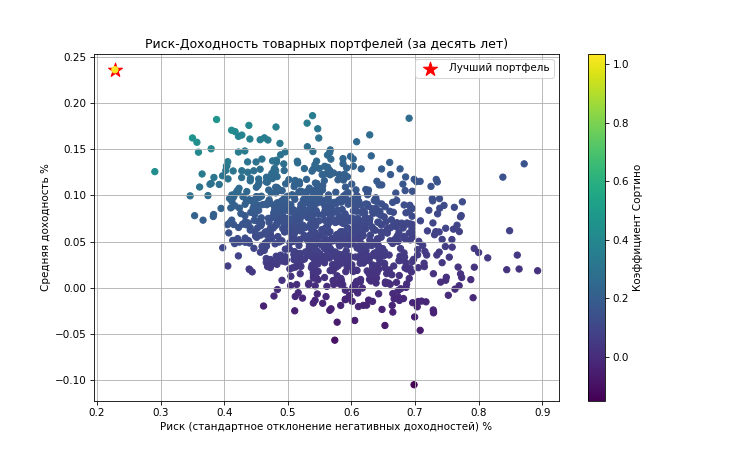 Риск-Доходность товарных портфелей (за десять лет)
Лучший портфель
Средняя доходность %
0.25
0.20
0.15
0.10
0.05
0.00
−0.05
−0.10
0.2 0.3 0.4 0.5 0.6 0.7 0.8 0.9
Риск (стандартное отклонение негативных доходностей) %
1.0
0.8
0.6
0.4
0.2
0.0
Коэффициент Сортино